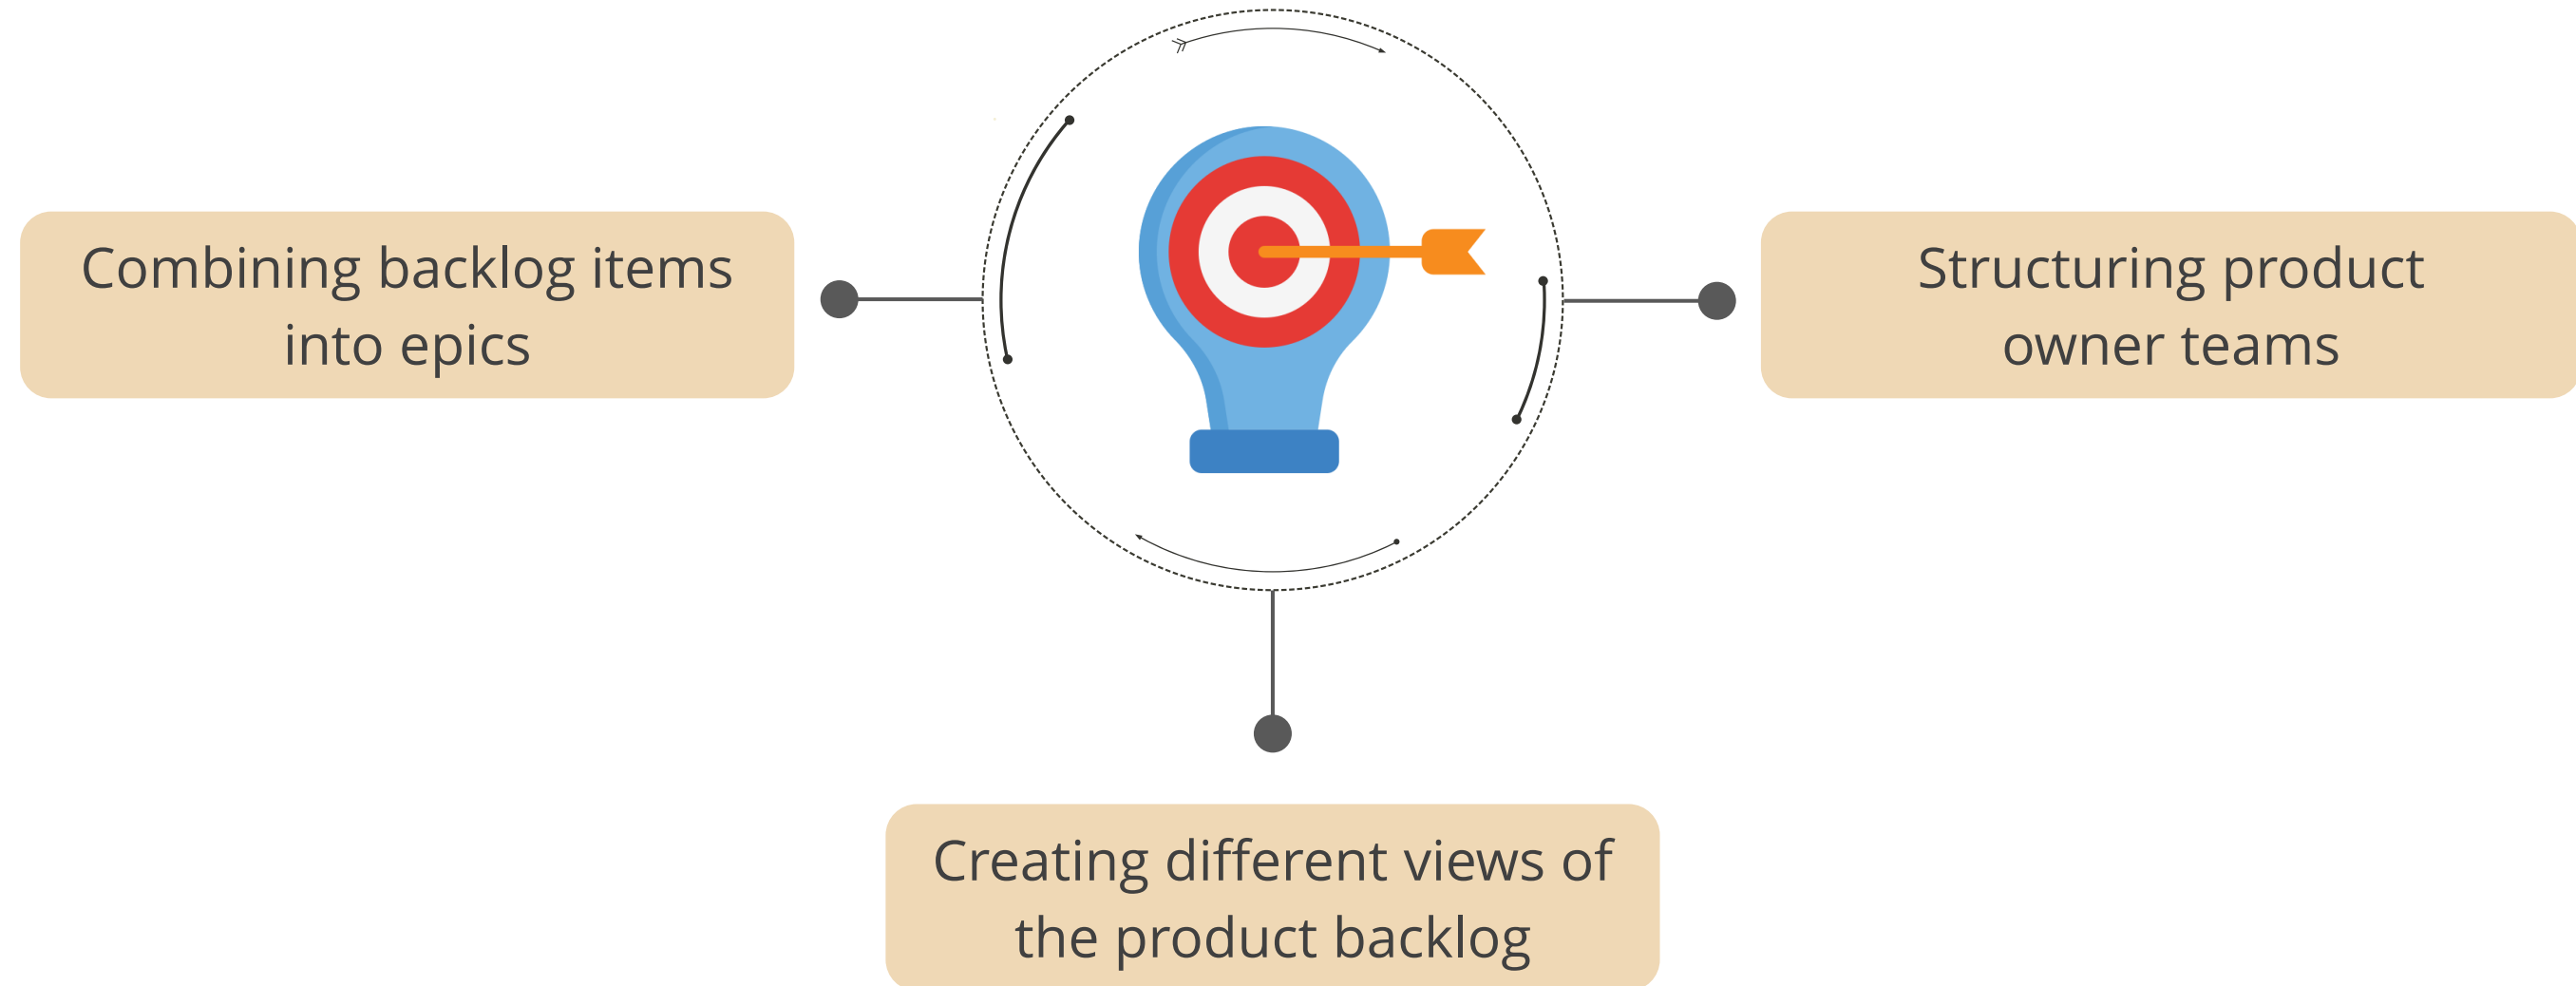 Combining backlog items
into epics
Structuring product
owner teams
Creating different views of
the product backlog